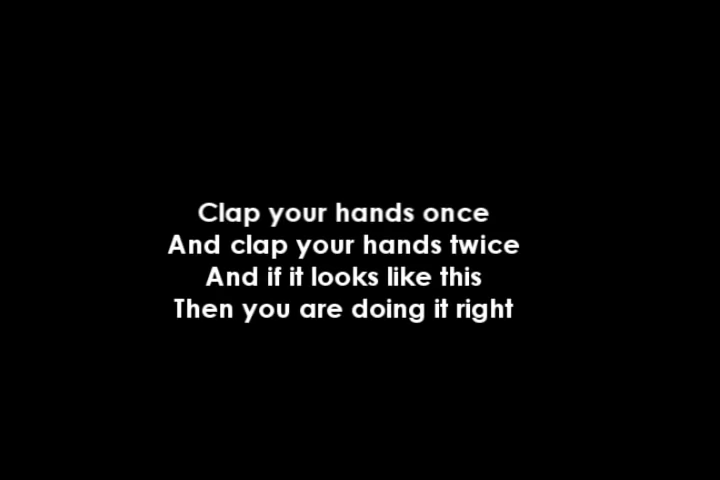 Clap your hands once
And clap your hands twice
And if it looks like this
Then you are doing it right